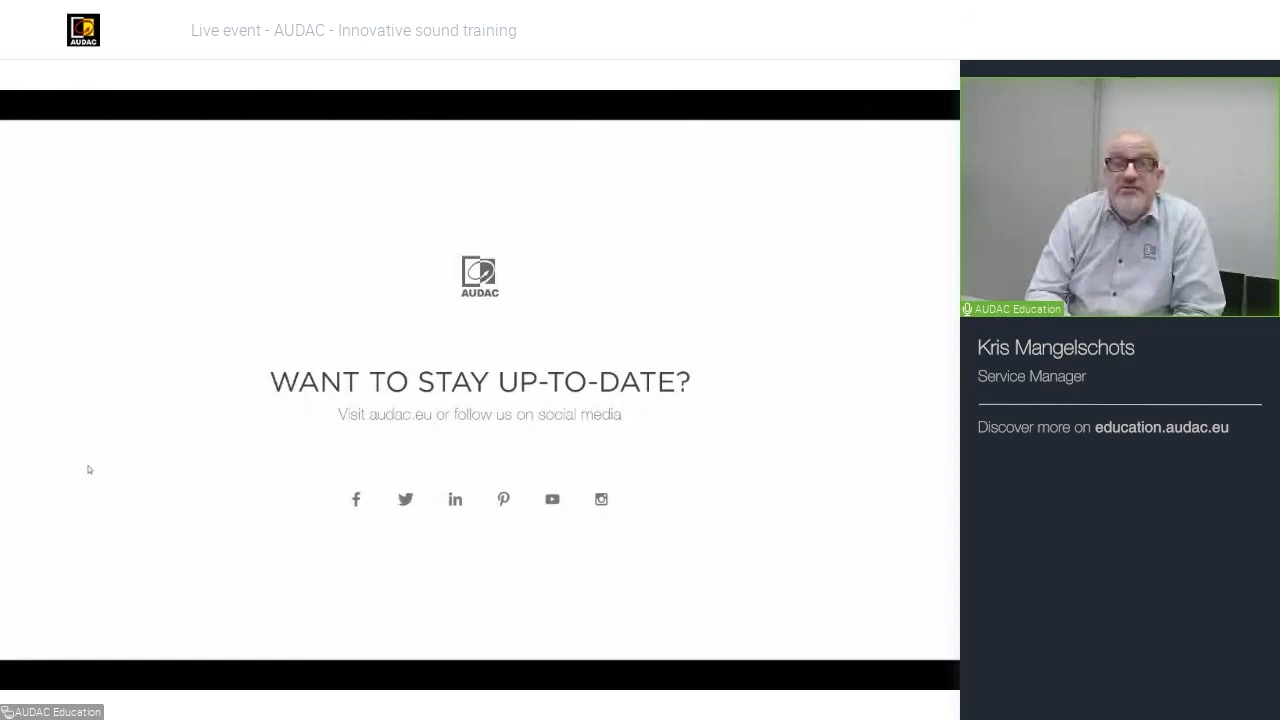 AUDAC
Live event - AUDAC - Innovative sound training
AUDAC
WANT TO STAY UP-TO-DATE?
Visit audac.eu or follow us on social media
AUDAC Education
Kris Mangelschots
Service Manager
Discover more on education.audac.eu
AUDAC Education